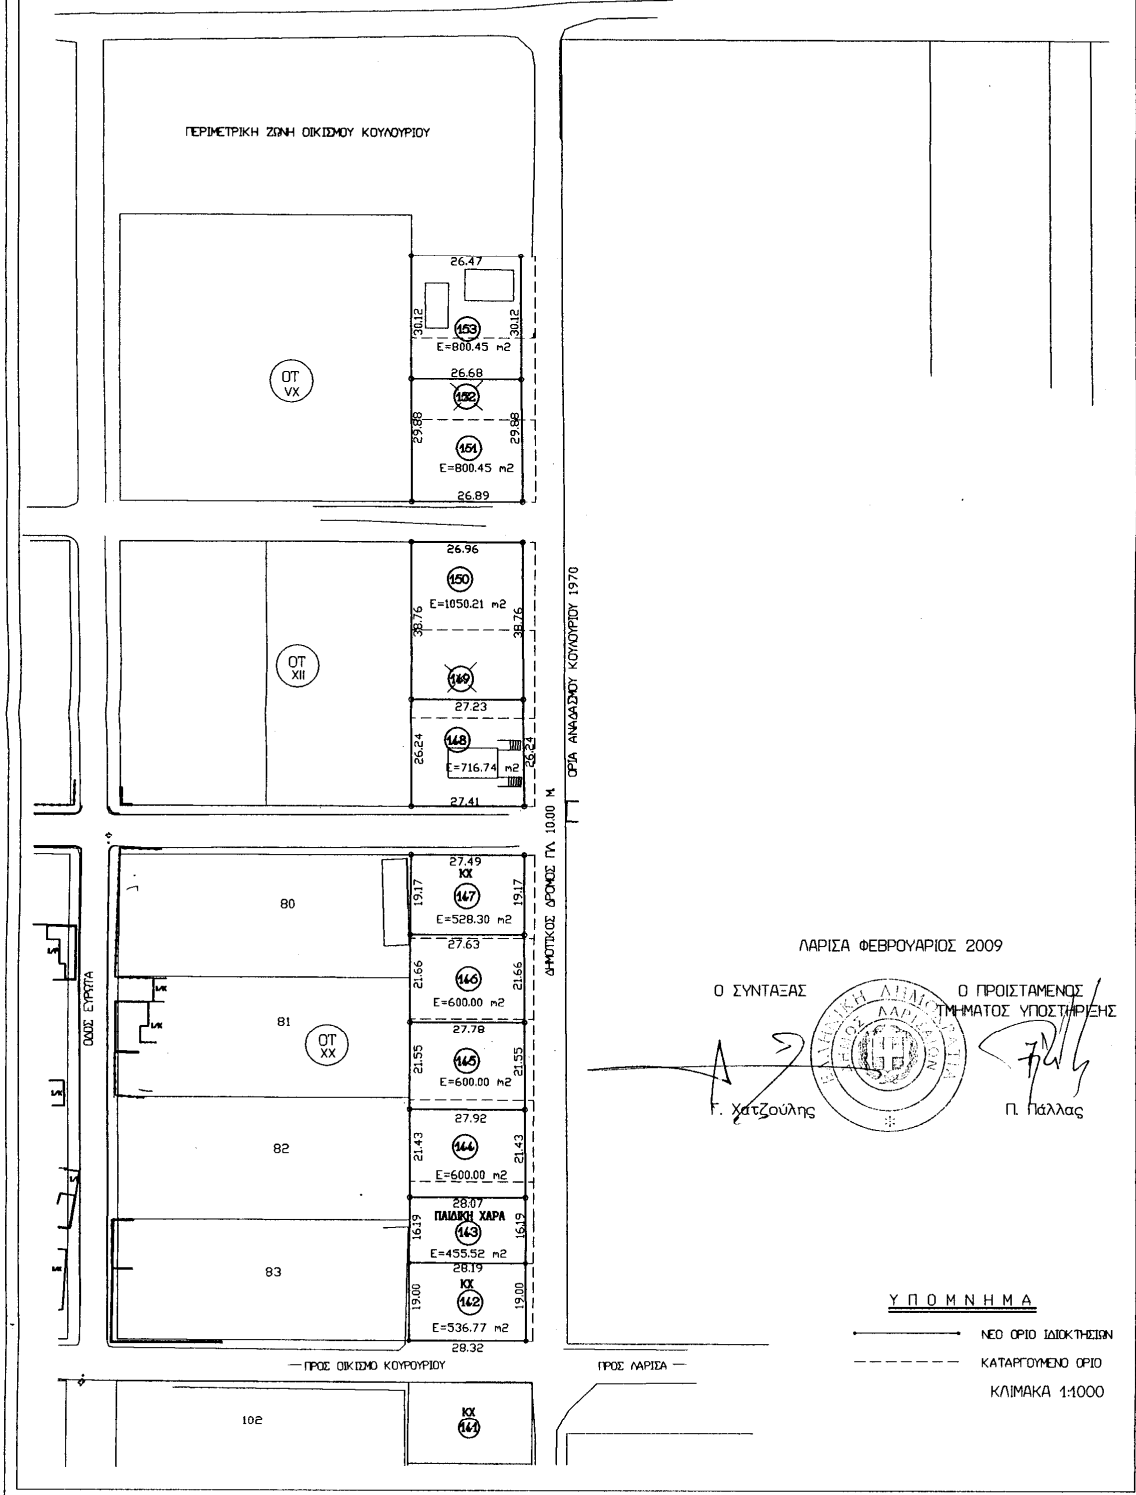 ΠΕΡΙΜΕΤΡΙΚΗ ΖΩΝΗ ΟΙΚΙΣΜΟΥ ΚΟΥΛΟΥΡΙΟΥ
26.47
30.12
30.12
153
E=800.45 m2
26.68
ΟΤ
VX
152
29.88
29.88
151
E=800.45 m2
26.89
26.96
150
E=1050.21 m2
38.76
38.76
ΟΤ
XII
149
27.23
148
26.24
26.24
E=716.74 m2
27.41
ΟΡΙΑ ΑΝΑΔΑΣΜΟΥ ΚΟΥΛΟΥΡΙΟΥ 1970
ΔΗΜΟΤΙΚΟΣ ΔΡΟΜΟΣ ΠΛ 10.00 Μ.
27.49
ΚΧ
19.17
19.17
147
80
E=528.30 m2
27.63
146
21.66
21.66
E=600.00 m2
27.78
81
ΟΤ
XX
145
21.55
21.55
E=600.00 m2
27.92
ΟΔΟΣ ΕΥΡΩΤΑ
82
144
21.43
21.43
E=600.00 m2
28.07
ΠΑΙΔΙΚΗ ΧΑΡΑ
16.19
16.19
143
E=455.52 m2
28.19
83
ΚΧ
19.00
19.00
142
E=536.77 m2
28.32
ΠΡΟΣ ΟΙΚΙΣΜΟ ΚΟΥΡΟΥΡΙΟΥ
ΠΡΟΣ ΛΑΡΙΣΑ
102
ΚΧ
141
ΛΑΡΙΣΑ ΦΕΒΡΟΥΑΡΙΟΣ 2009
Ο ΣΥΝΤΑΞΑΣ
Ο ΠΡΟΙΣΤΑΜΕΝΟΣ
ΤΜΗΜΑΤΟΣ ΥΠΟΣΤΗΡΙΞΗΣ
ΕΛΛΗΝΙΚΗ ΔΗΜΟΚΡΑΤΙΑ
ΔΗΜΟΣ ΛΑΡΙΣΑΙΩΝ
Γ. Χατζούλης
Π. Πάλλας
ΥΠΟΜΝΗΜΑ
ΝΕΟ ΟΡΙΟ ΙΔΙΟΚΤΗΣΙΩΝ
ΚΑΤΑΡΓΟΥΜΕΝΟ ΟΡΙΟ
ΚΛΙΜΑΚΑ 1:1000